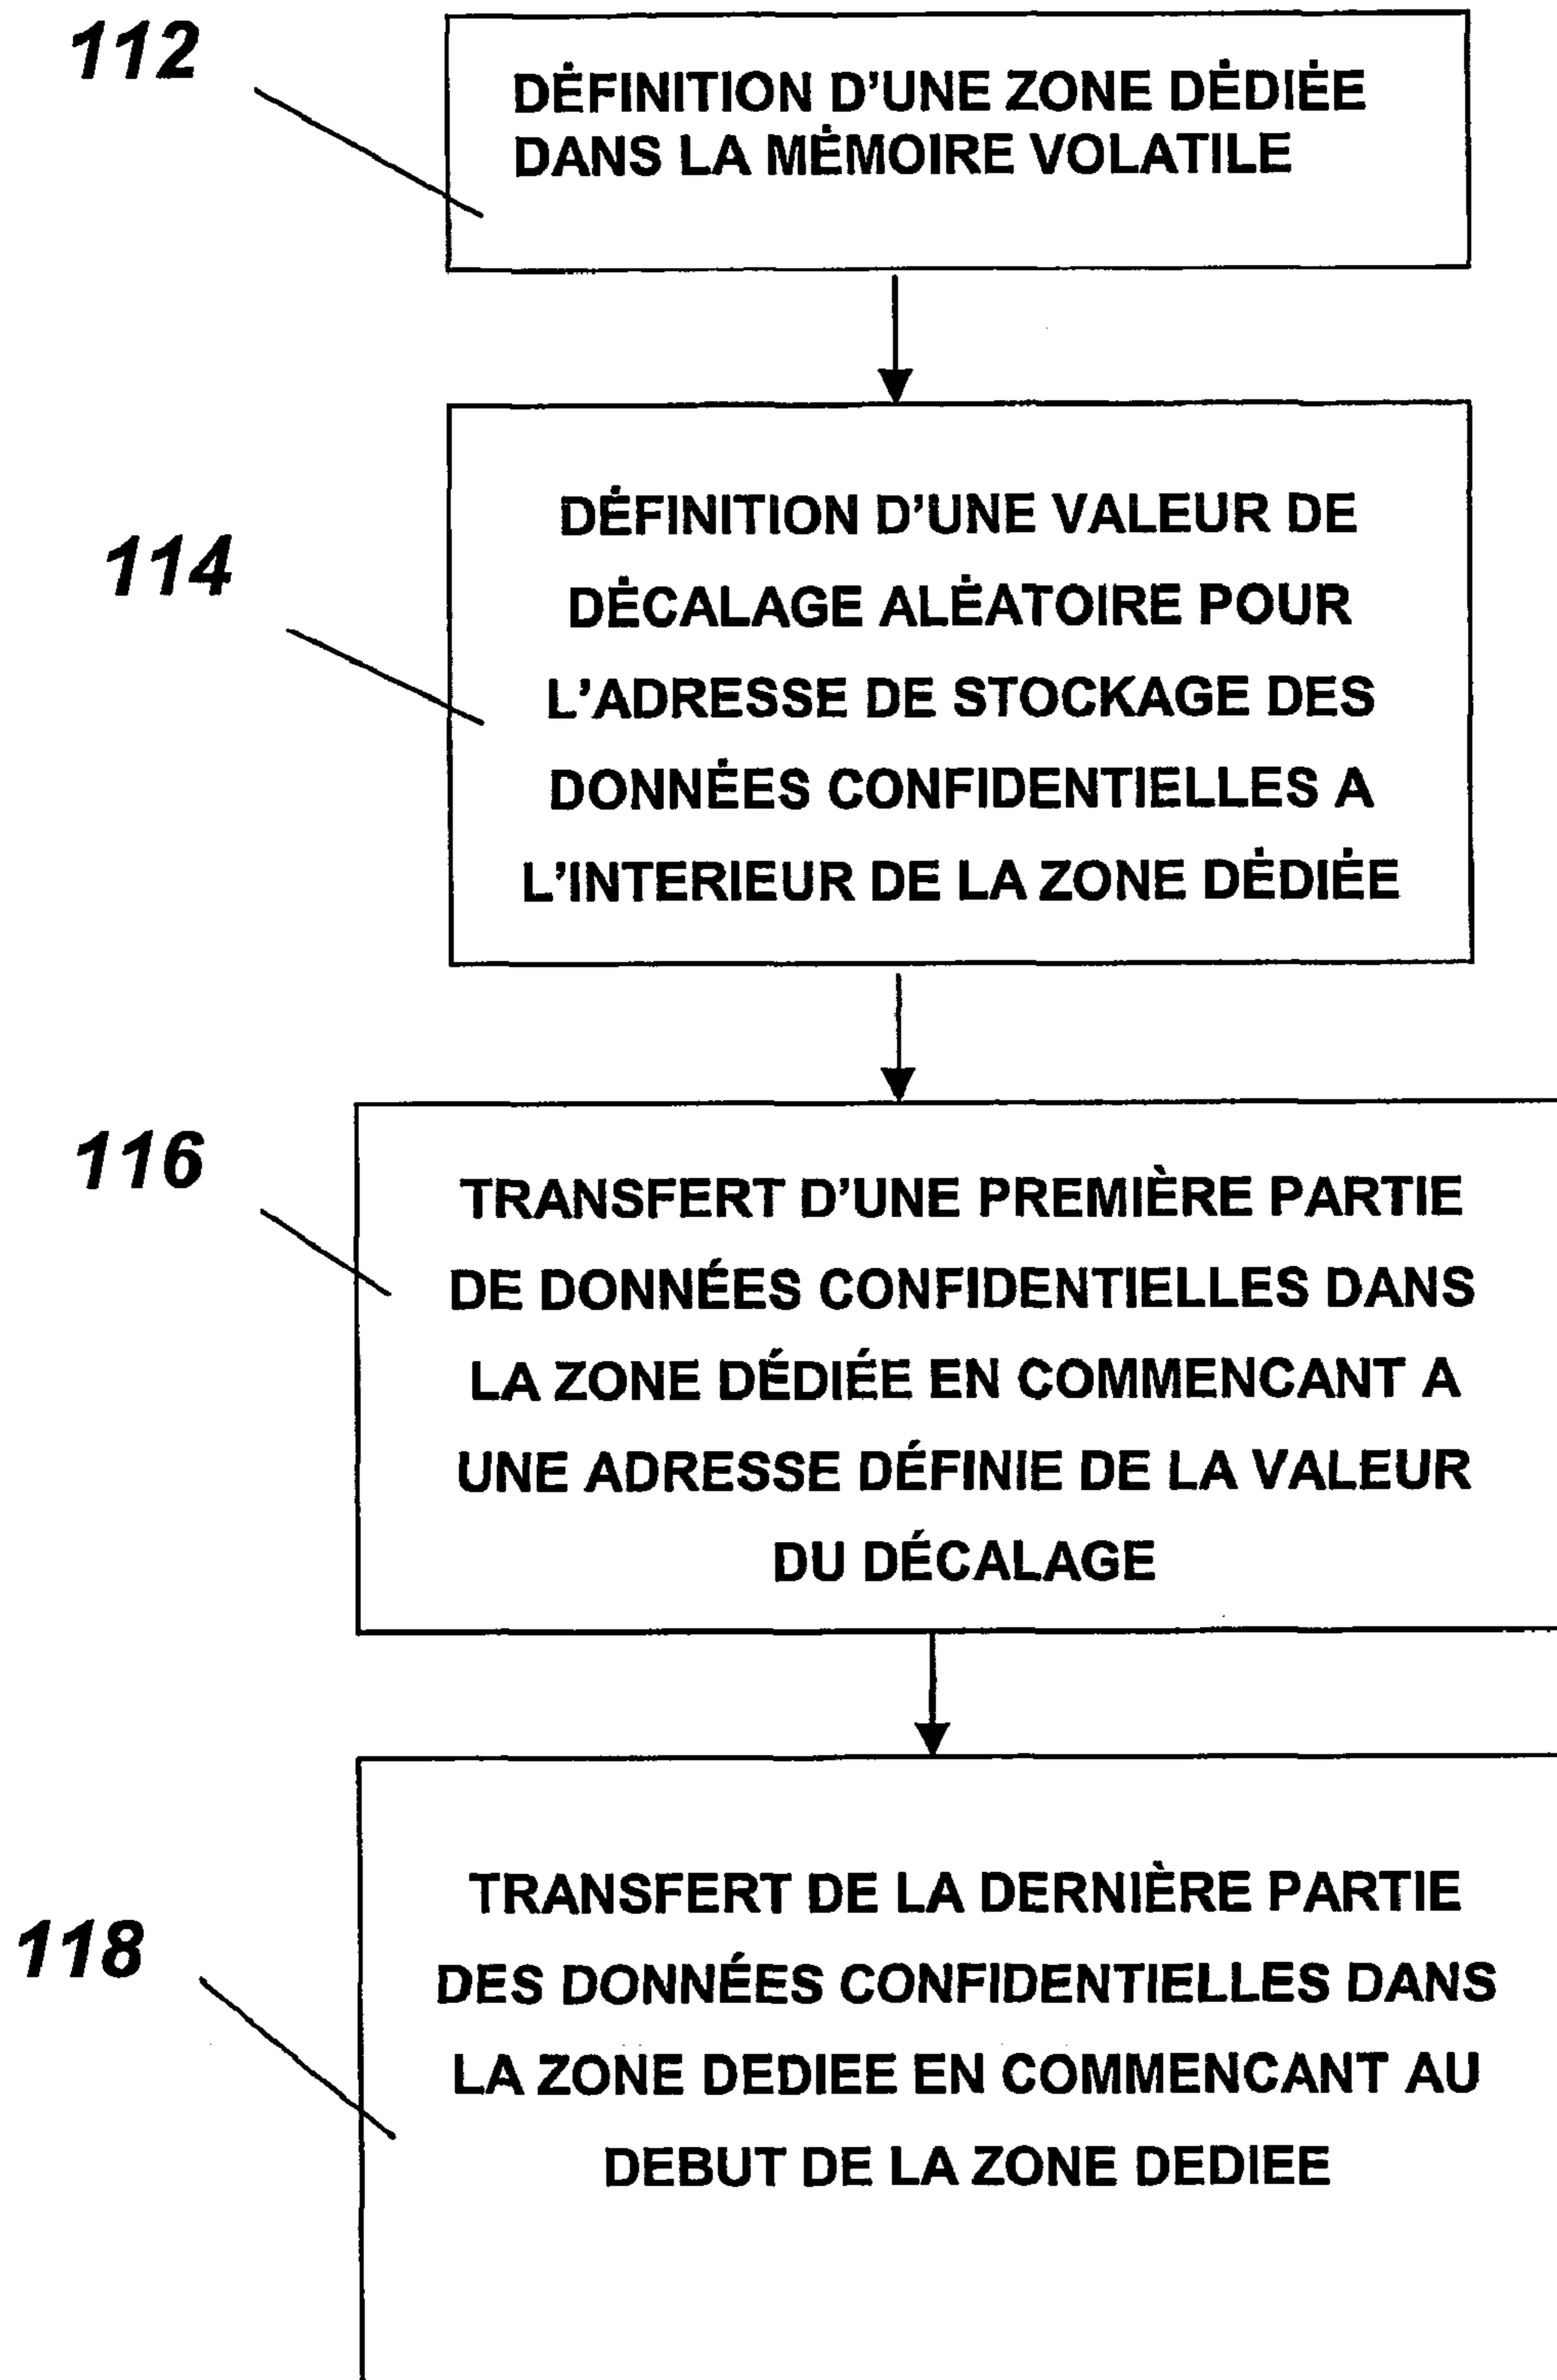 112
DÉFINITION D'UNE ZONE DÉDIÉE
DANS LA MÉMOIRE VOLATILE
114
DÉFINITION D'UNE VALEUR DE
DÉCALAGE ALÉATOIRE POUR
L'ADRESSE DE STOCKAGE DES
DONNÉES CONFIDENTIELLES A
L'INTERIEUR DE LA ZONE DÉDIÉE
116
TRANSFERT D'UNE PREMIÈRE PARTIE
DE DONNÉES CONFIDENTIELLES DANS
LA ZONE DÉDIÉE EN COMMENCANT A
UNE ADRESSE DÉFINIE DE LA VALEUR
DU DÉCALAGE
118
TRANSFERT DE LA DERNIÈRE PARTIE
DES DONNÉES CONFIDENTIELLES DANS
LA ZONE DEDIEE EN COMMENCANT AU
DEBUT DE LA ZONE DEDIEE